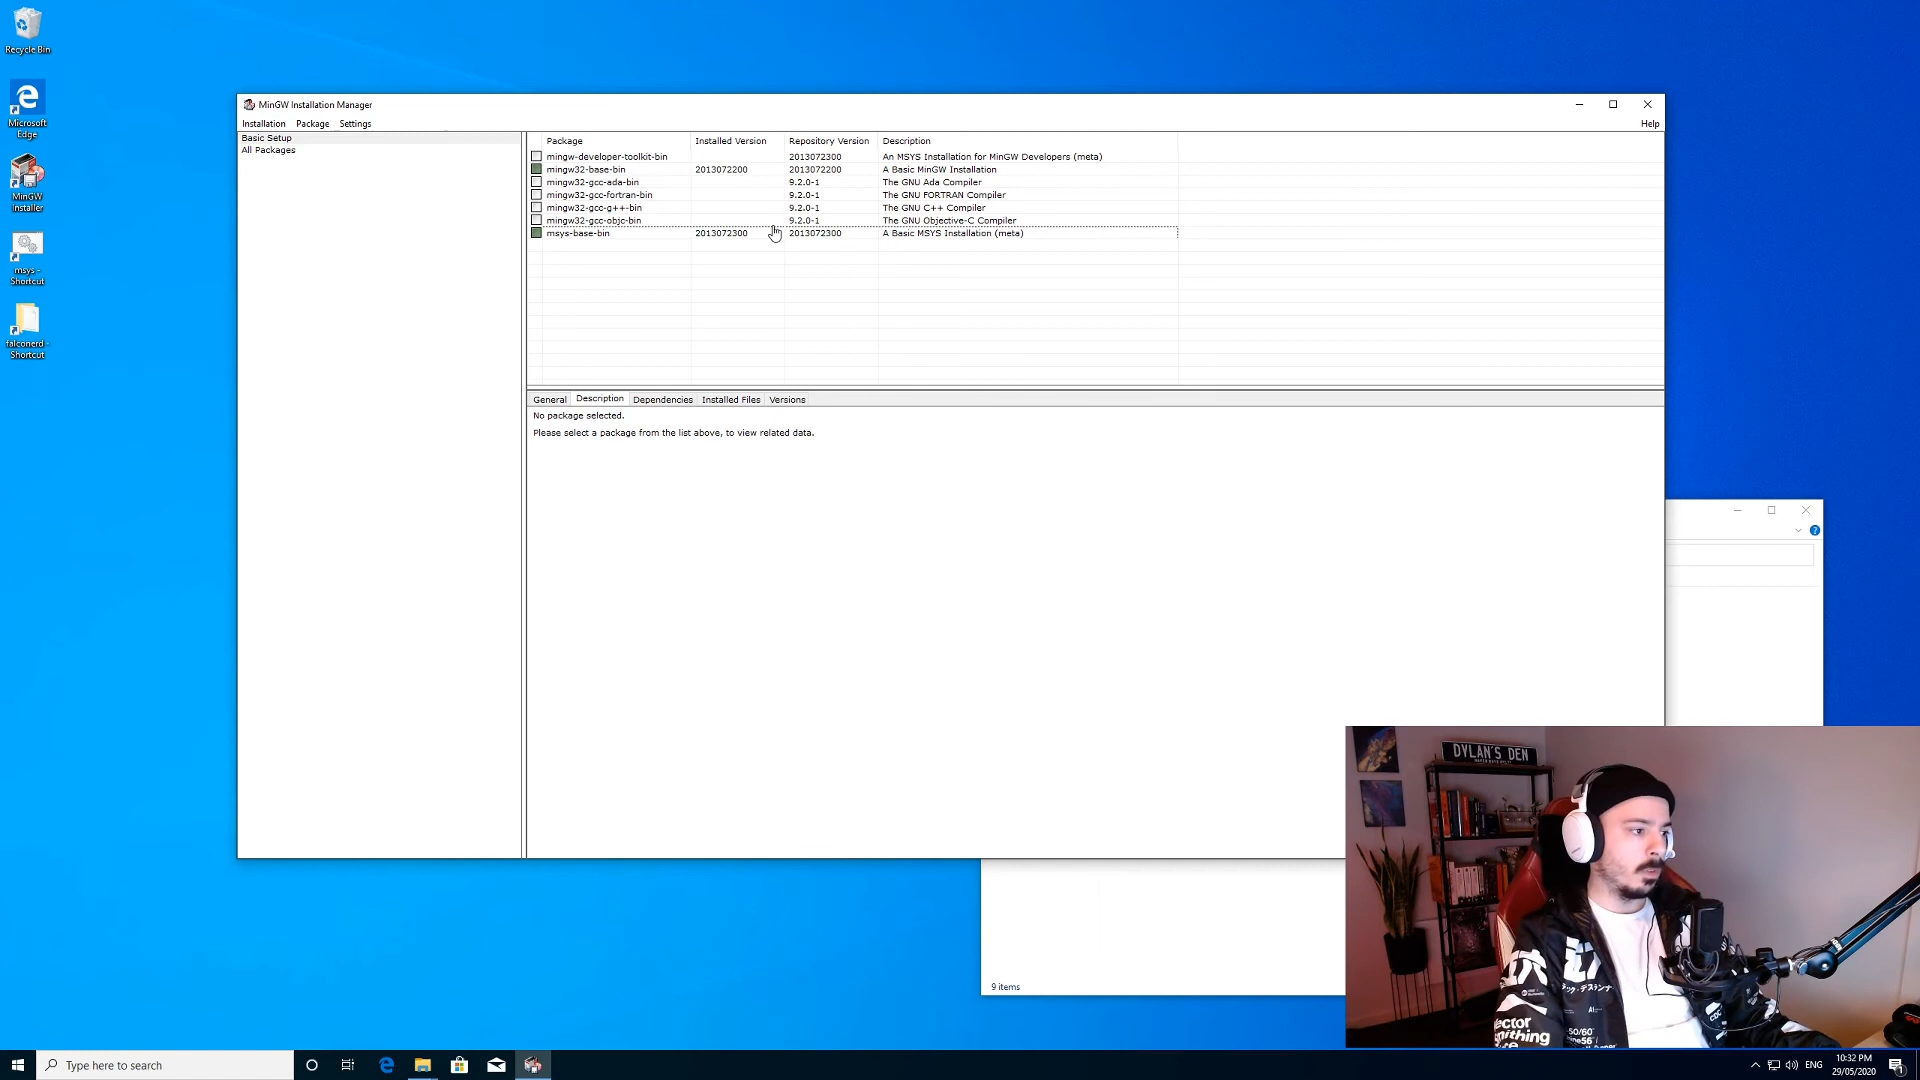 Recycle Bin
Microsoft
Edge
MinGW
Installer
msys -
Shortcut
falconerd -
Shortcut
MinGW Installation Manager
Installation Package Settings Help
Basic Setup
All Packages
Package Installed Version Repository Version Description
mingw-developer-toolkit-bin 2013072300 An MSYS Installation for MinGW Developers (meta)
mingw32-base-bin 2013072200 2013072200 A Basic MinGW Installation
mingw32-gcc-ada-bin 9.2.0-1 The GNU Ada Compiler
mingw32-gcc-fortran-bin 9.2.0-1 The GNU FORTRAN Compiler
mingw32-gcc-g++-bin 9.2.0-1 The GNU C++ Compiler
mingw32-gcc-objc-bin 9.2.0-1 The GNU Objective-C Compiler
msys-base-bin 2013072300 2013072300 A Basic MSYS Installation (meta)
General Description Dependencies Installed Files Versions
No package selected.
Please select a package from the list above, to view related data.
9 items
DYLAN'S DEN
Type here to search
ENG
10:32 PM
29/05/2020